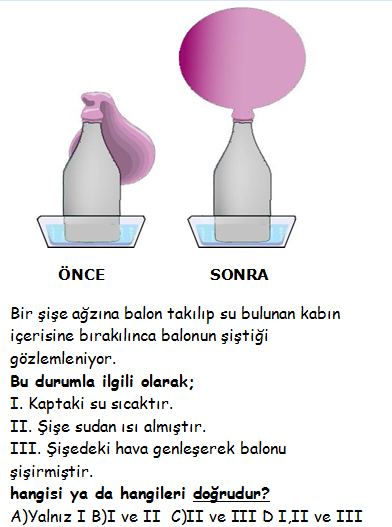 ÖNCE SONRA
Bir şişe ağzına balon takılıp su bulunan kabın
içerisine bırakılınca balonun şiştiği
gözlemleniyor.
Bu durumla ilgili olarak;
I. Kaptaki su sıcaktır.
II. Şişe sudan ısı almıştır.
III. Şişedeki hava genleşerek balonu
şişirmiştir.
hangisi ya da hangileri doğrudur?
A)Yalnız I B)I ve II C)II ve III D I,II ve III